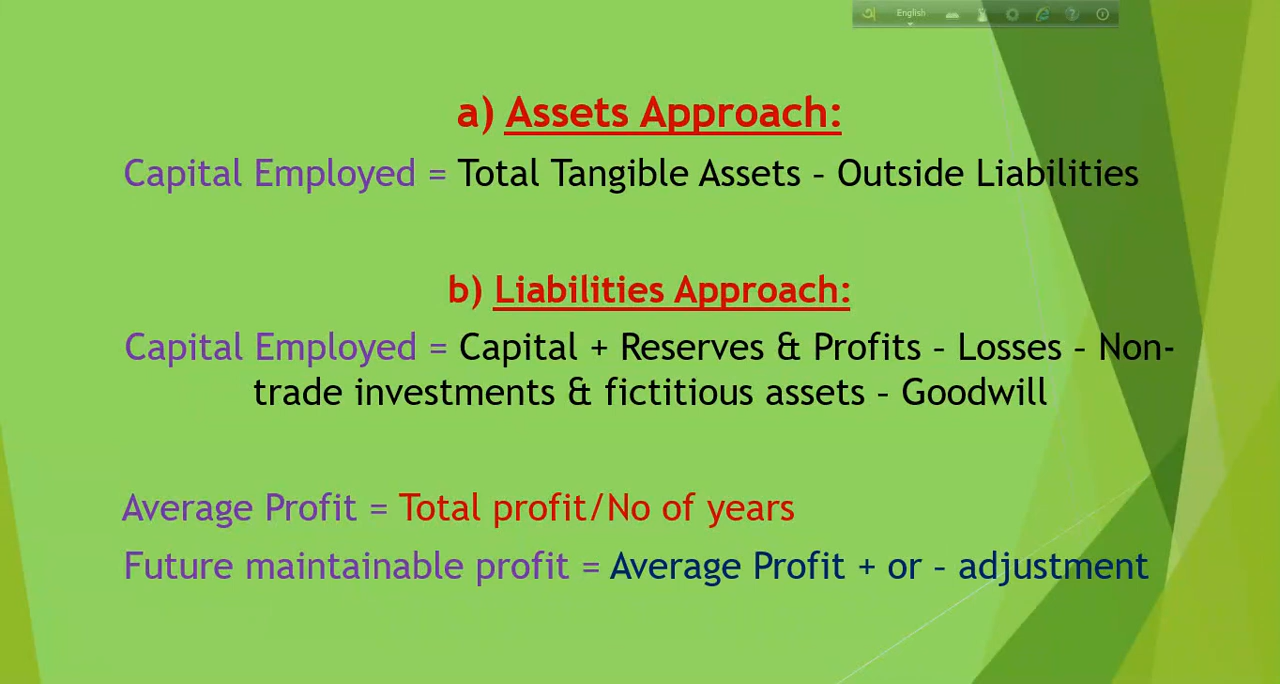 English
a) Assets Approach:
Capital Employed = Total Tangible Assets – Outside Liabilities
b) Liabilities Approach:
Capital Employed = Capital + Reserves & Profits – Losses – Non-
trade investments & fictitious assets – Goodwill
Average Profit = Total profit/No of years
Future maintainable profit = Average Profit + or – adjustment